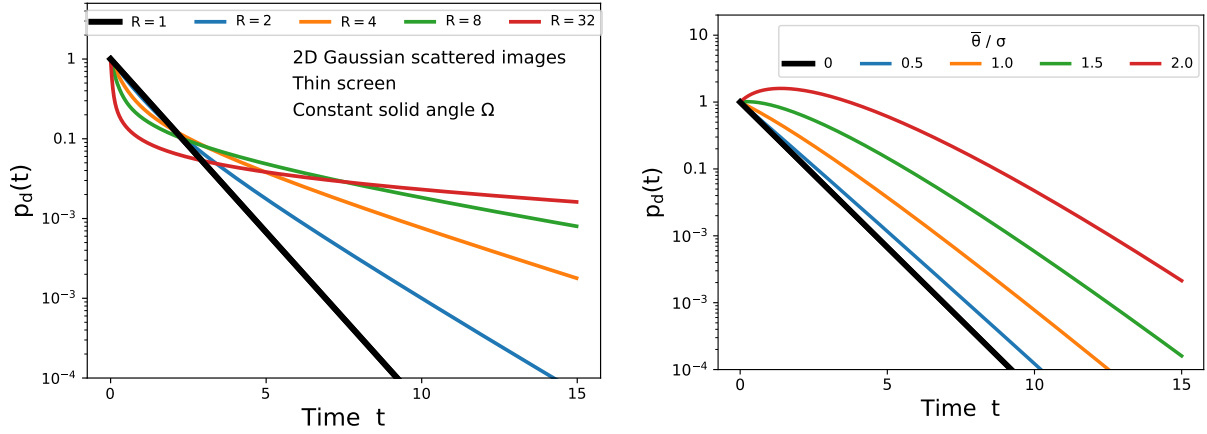 R = 1 R = 2 R = 4 R = 8 R = 32
2D Gaussian scattered images
Thin screen
Constant solid angle Ω
p_d(t)
1
0.1
10⁻³
10⁻³
10⁻⁴
0 5 10 15
Time t
θ̅ / σ
0 0.5 1.0 1.5 2.0
p_d(t)
10
1
0.1
10⁻³
10⁻³
10⁻⁴
0 5 10 15
Time t